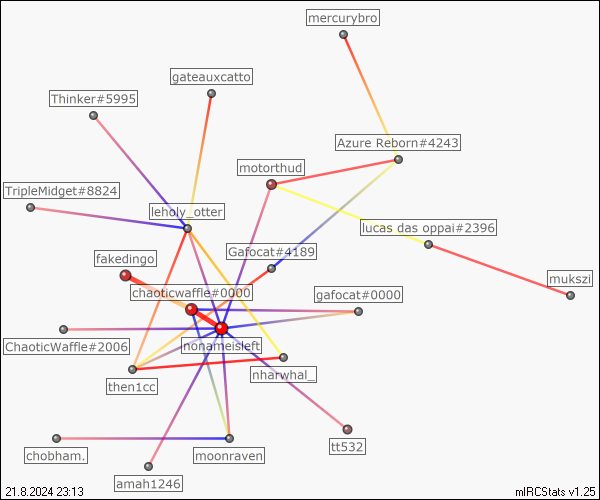 mercurybro
gateauxcatto
Thinker#5995
Azure Reborn#4243
motorthud
TripleMidget#8824
leholy_otter
lucas das oppai#2396
Gafocat#4189
fakedingo
mukszi
chaoticwaffle#0000
gafocat#0000
ChaoticWaffle#2006
nonameisleft
nharwhal_
then1cc
tt532
chobham.
moonraven
amah1246
21.8.2024 23:13
mIRCStats v1.25